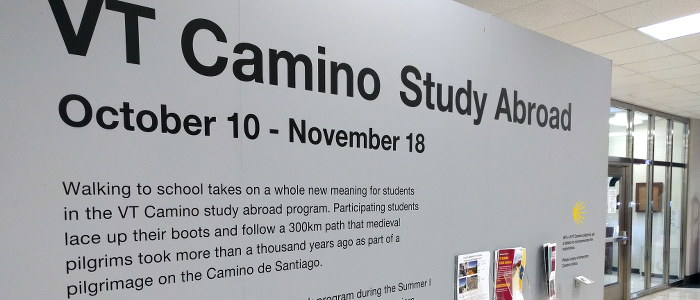 VT Camino Study Abroad
October 10 - November 18
Walking to school takes on a whole new meaning for students
in the VT Camino study abroad program. Participating students
lace up their boots and follow a 300km path that medieval
pilgrims took more than a thousand years ago as part of a
pilgrimage on the Camino de Santiago.
program during the Summer I